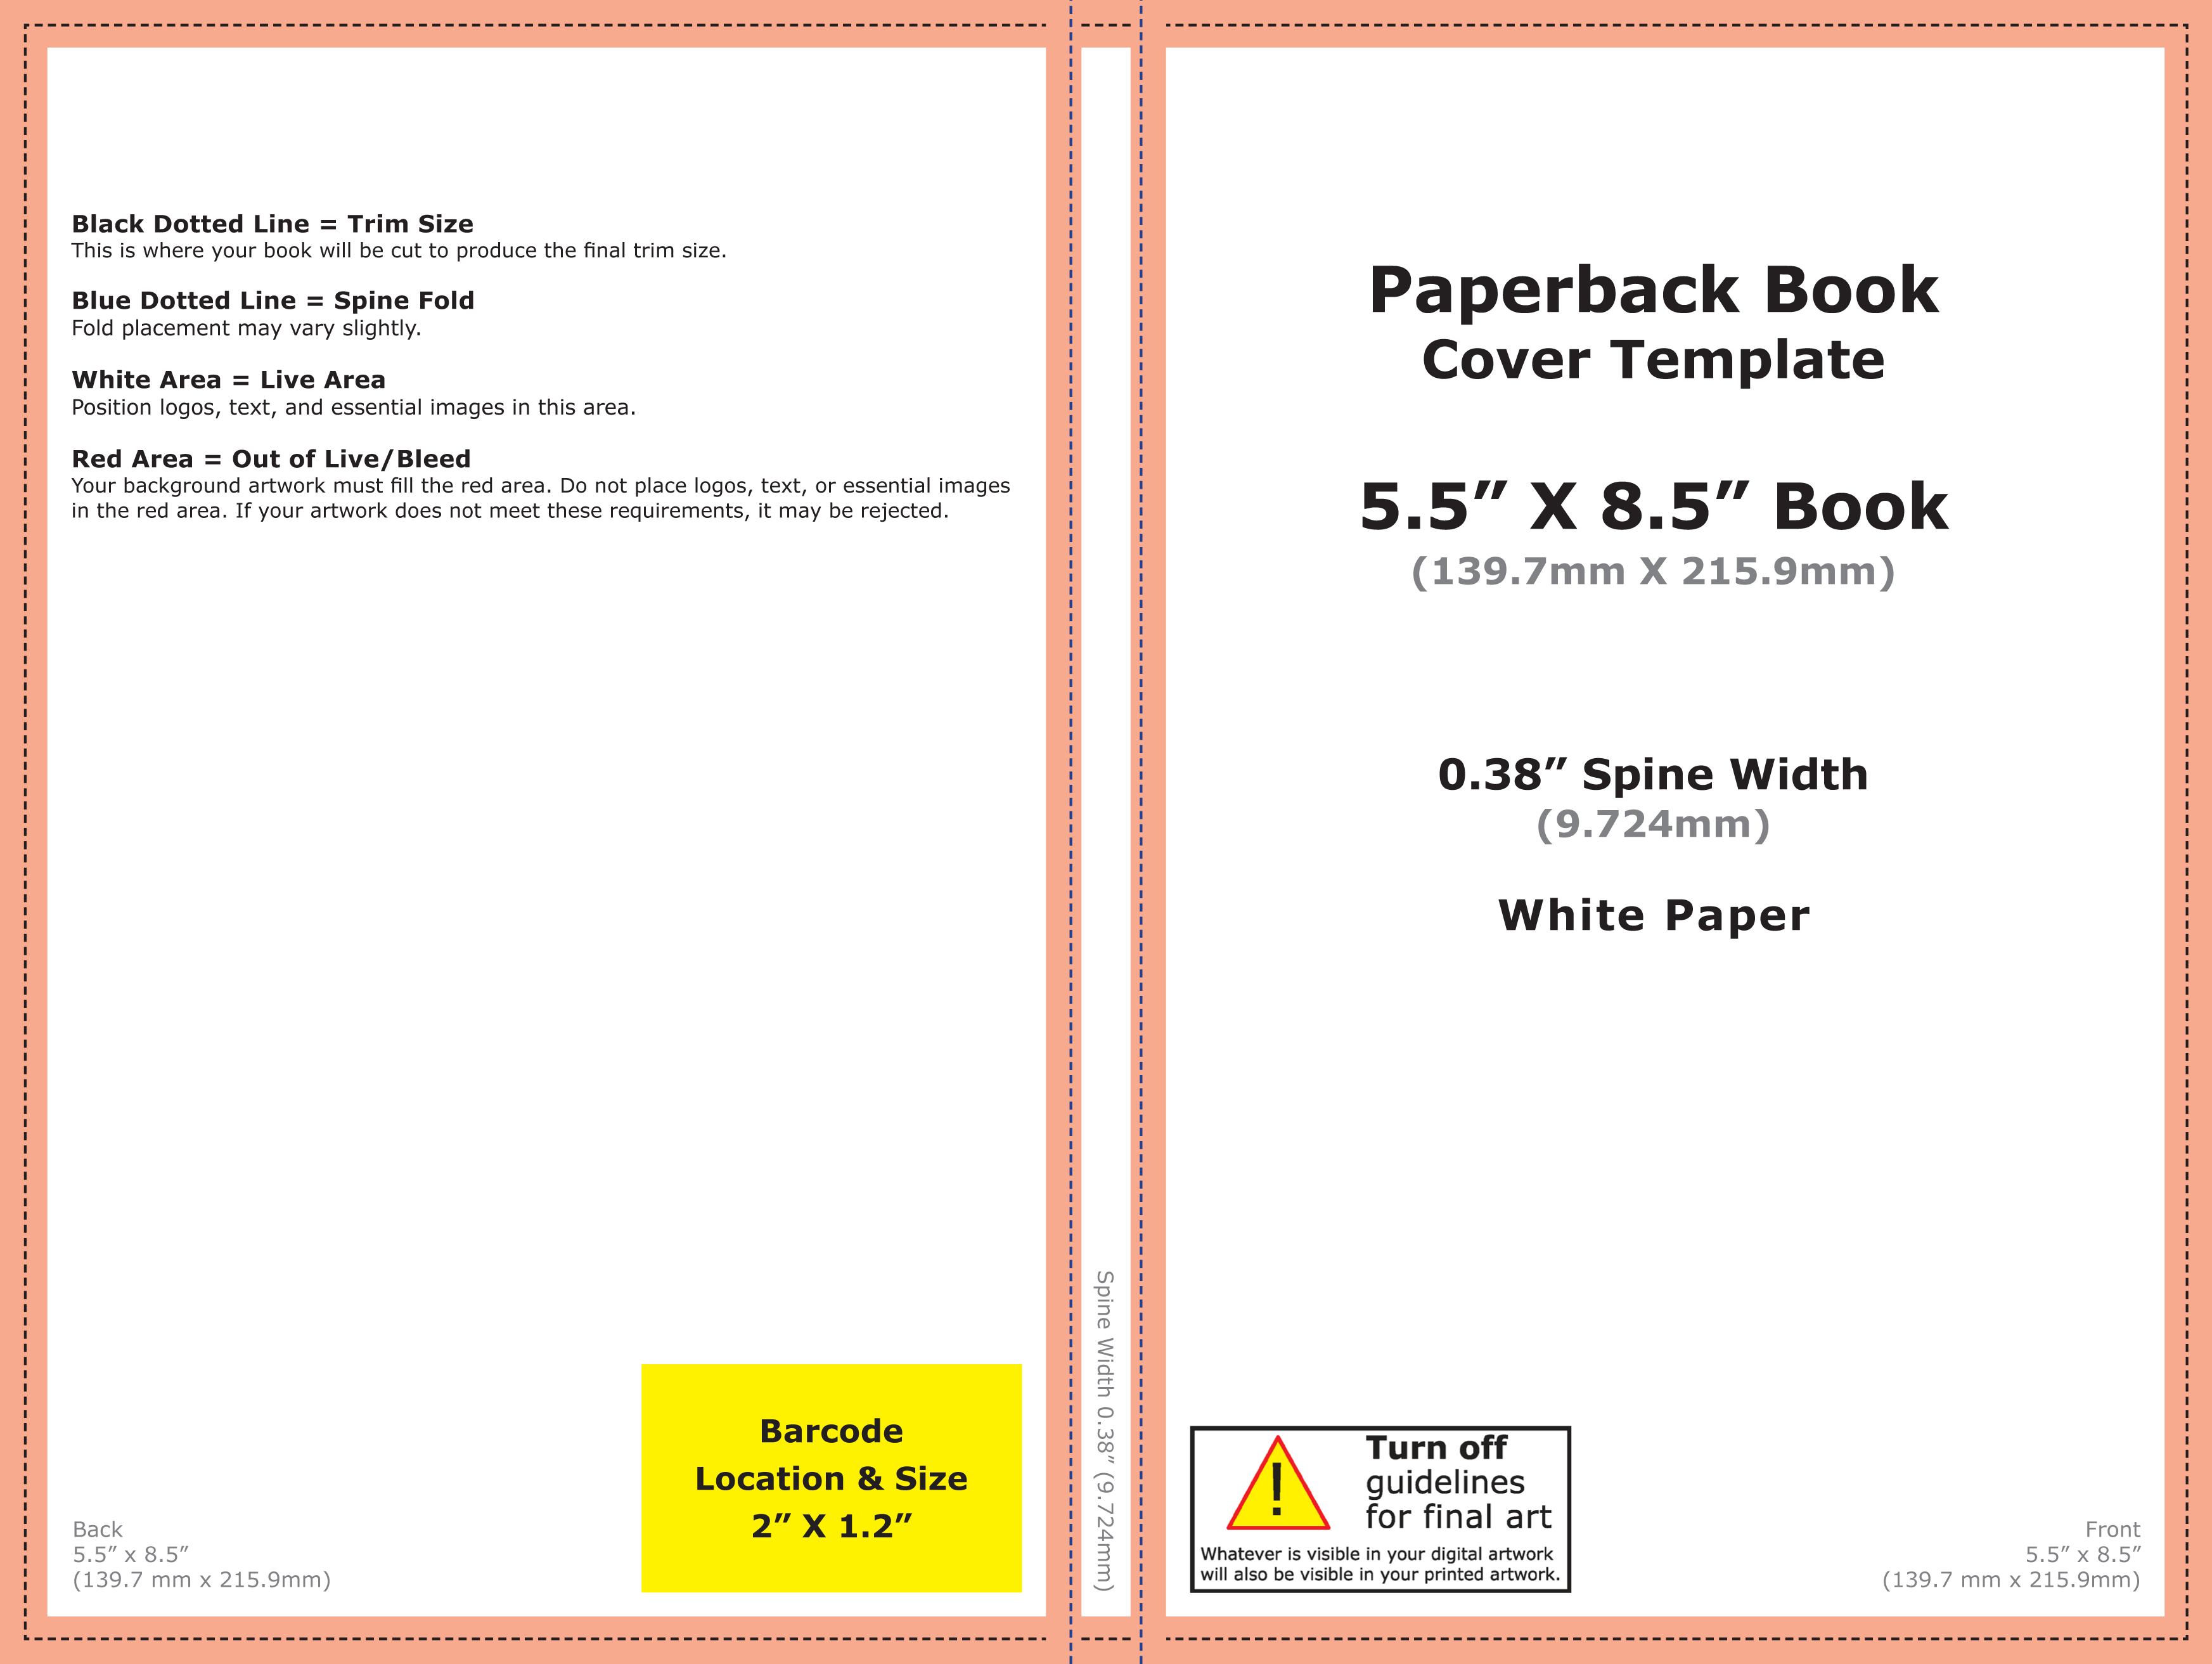 Black Dotted Line = Trim Size
This is where your book will be cut to produce the final trim size.
Blue Dotted Line = Spine Fold
Fold placement may vary slightly.
White Area = Live Area
Position logos, text, and essential images in this area.
Red Area = Out of Live/Bleed
Your background artwork must fill the red area. Do not place logos, text, or essential images
in the red area. If your artwork does not meet these requirements, it may be rejected.
Barcode
Location & Size
2″ X 1.2″
Back
5.5″ x 8.5″
(139.7 mm x 215.9mm)
Spine Width 0.38″ (9.724mm)
Paperback Book
Cover Template
5.5″ X 8.5″ Book
(139.7mm X 215.9mm)
0.38″ Spine Width
(9.724mm)
White Paper
!
Turn off
guidelines
for final art
Whatever is visible in your digital artwork
will also be visible in your printed artwork.
Front
5.5″ x 8.5″
(139.7 mm x 215.9mm)